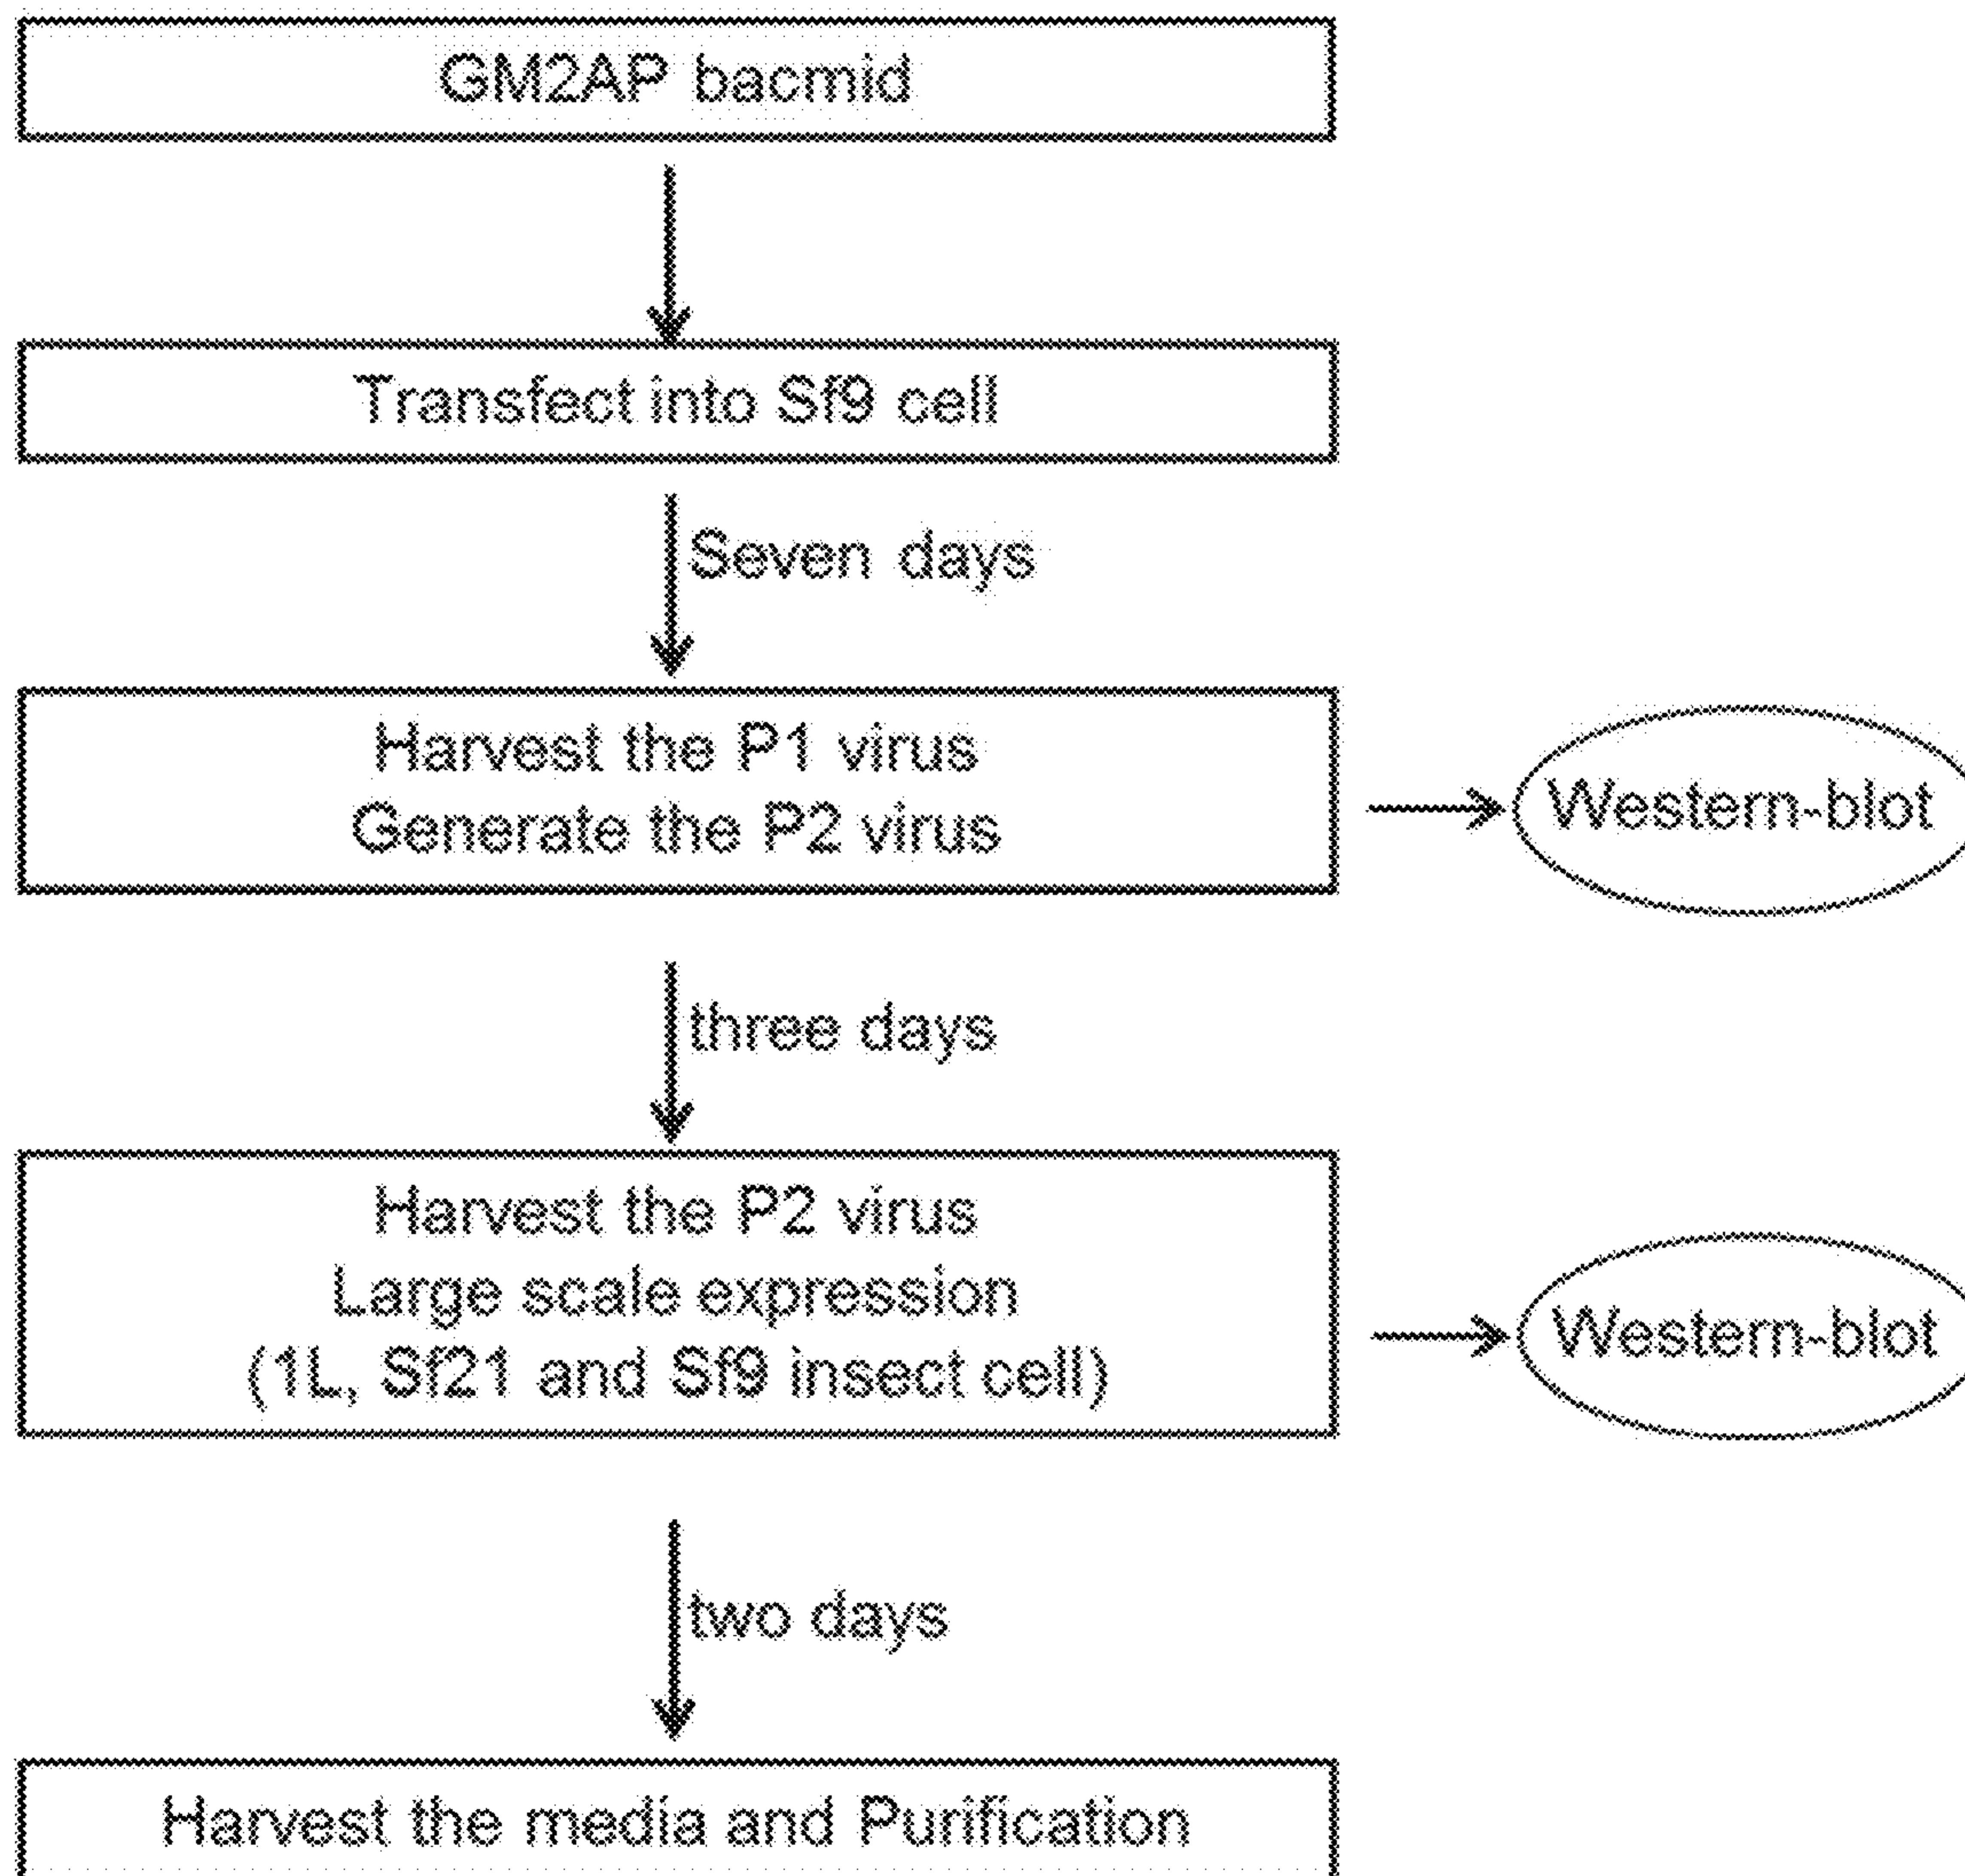 GM2AP bacmid
Transfect into Sf9 cell
Seven days
Harvest the P1 virus
Generate the P2 virus
Western-blot
three days
Harvest the P2 virus
Large scale expression
(1L, Sf21 and Sf9 insect cell)
Western-blot
two days
Harvest the media and Purification